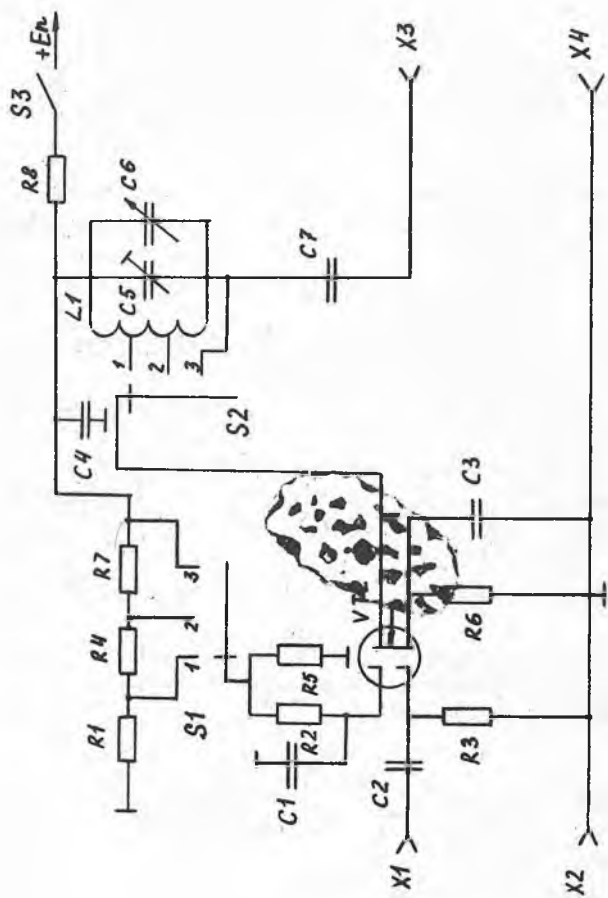 S3
+Eп
R8
R1
R4
R7
C4
L1
C5
C6
1
2
3
1
2
3
S1
S2
C7
C1
R2
R5
VT
C2
X1
X3
R3
R6
C3
X2
X4